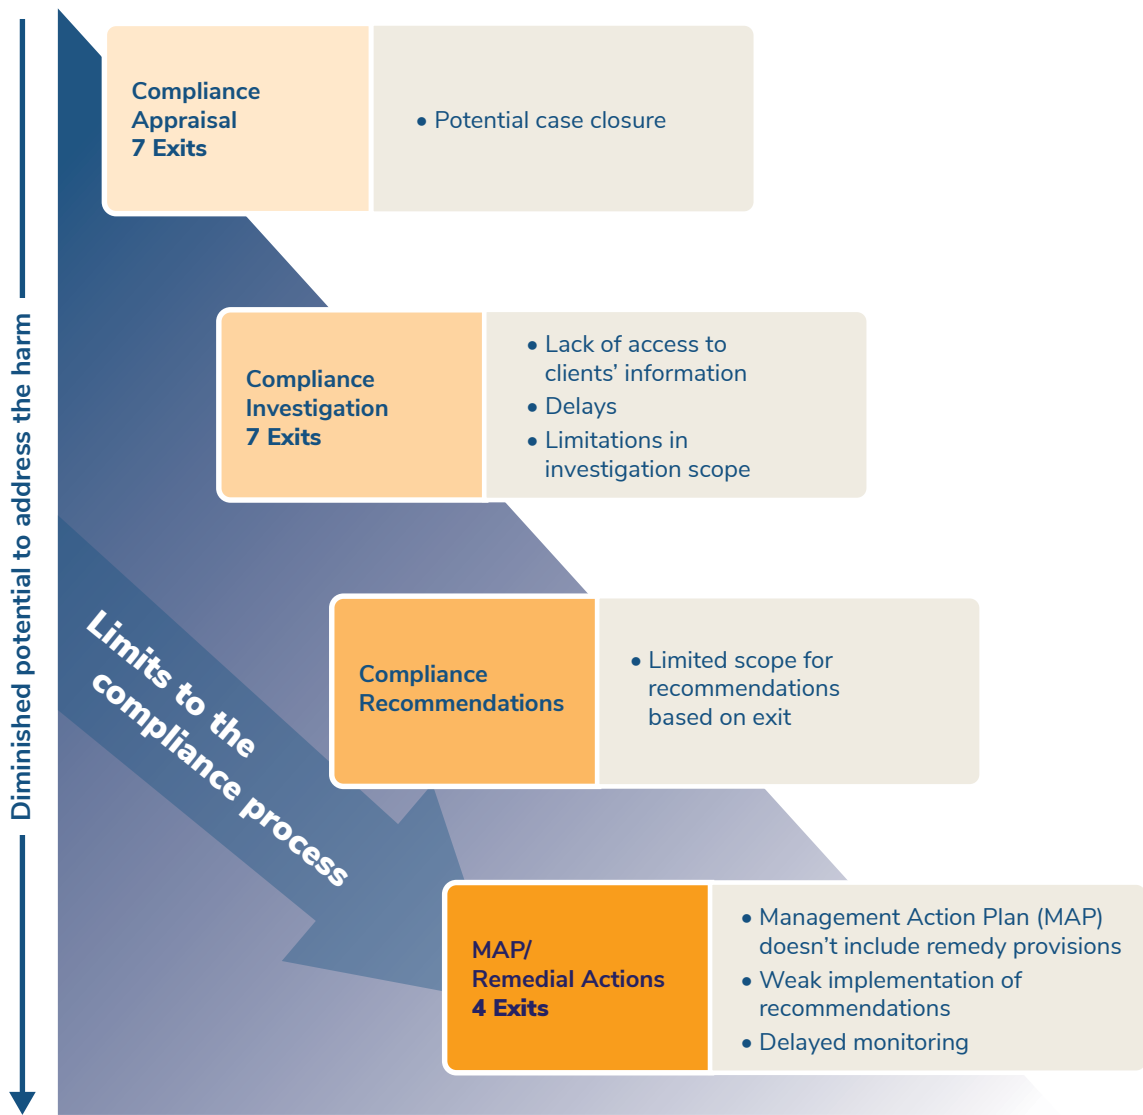 Diminished potential to address the harm
Compliance
Appraisal
7 Exits
• Potential case closure
Compliance
Investigation
7 Exits
• Lack of access to
clients’ information
• Delays
• Limitations in
investigation scope
Limits to the
compliance process
Compliance
Recommendations
• Limited scope for
recommendations
based on exit
MAP/
Remedial Actions
4 Exits
• Management Action Plan (MAP)
doesn’t include remedy provisions
• Weak implementation of
recommendations
• Delayed monitoring